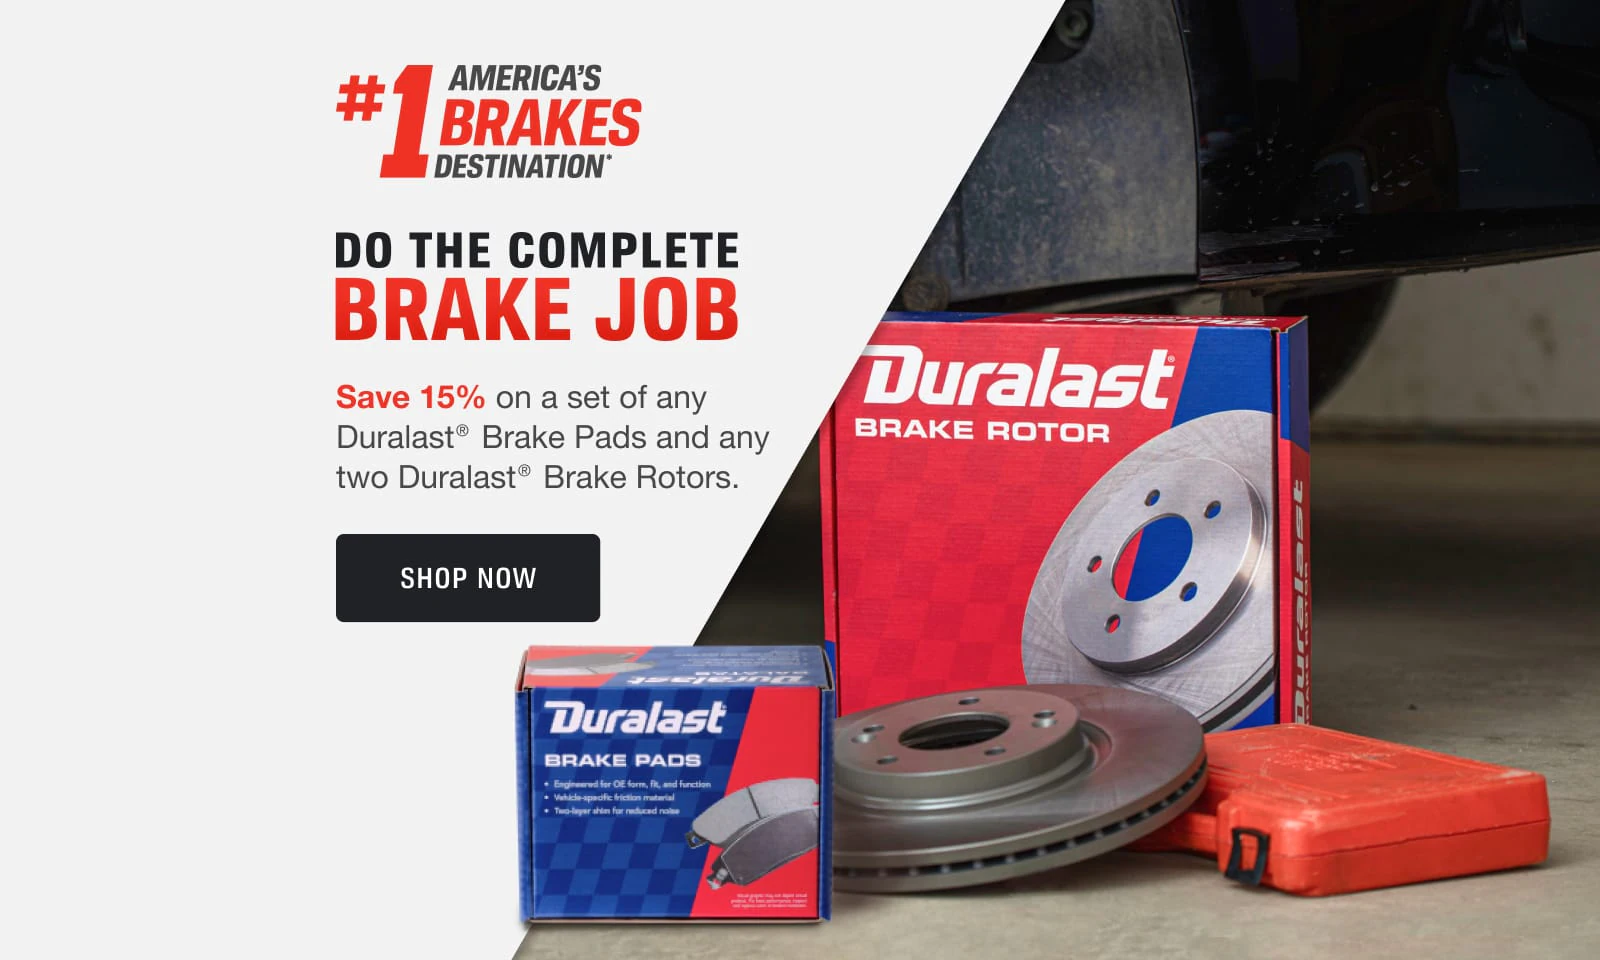 #1 AMERICA'S
BRAKES
DESTINATION*
DO THE COMPLETE
BRAKE JOB
Save 15% on a set of any
Duralast® Brake Pads and any
two Duralast® Brake Rotors.
SHOP NOW
Duralast®
BRAKE ROTOR
Duralast
Duralast
Duralast
BRAKE PADS
• Engineered for OE form, fit, and function
• Vehicle-specific friction material
• Two-layer shim for reduced noise